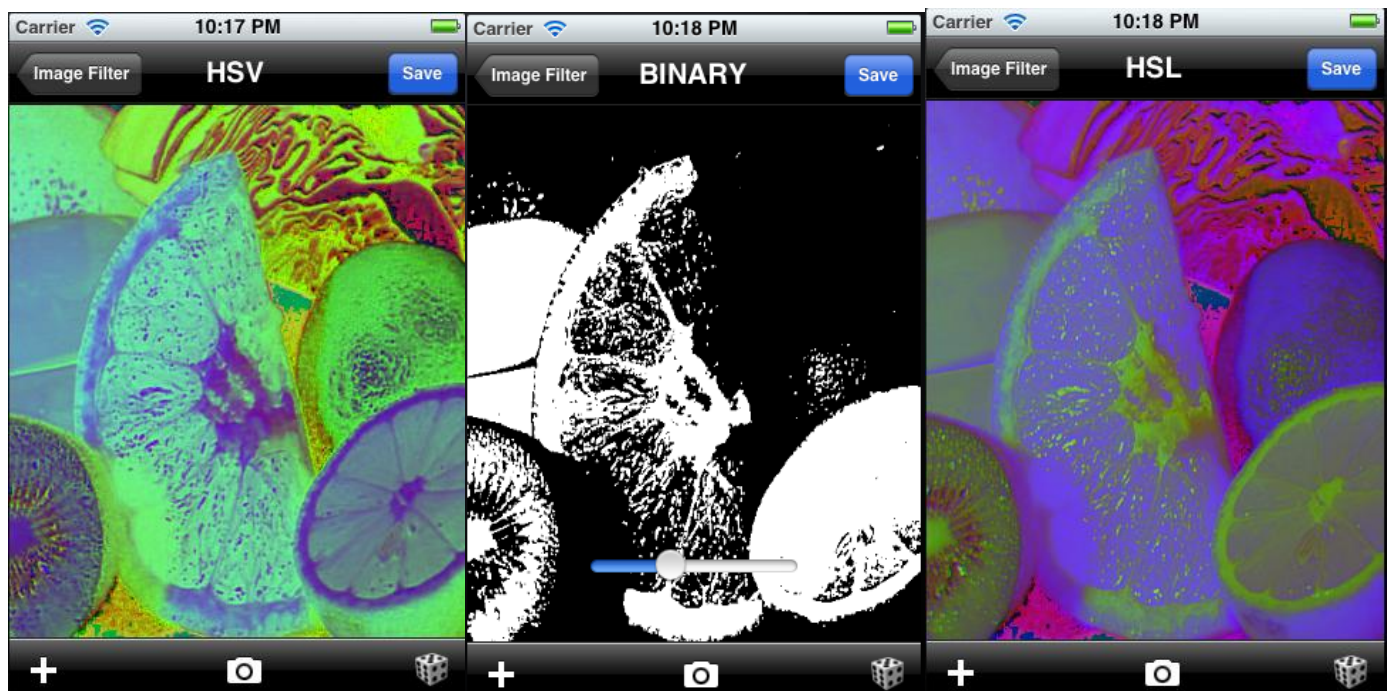 Carrier 10:17 PM
Image Filter HSV Save
Carrier 10:18 PM
Image Filter BINARY Save
Carrier 10:18 PM
Image Filter HSL Save